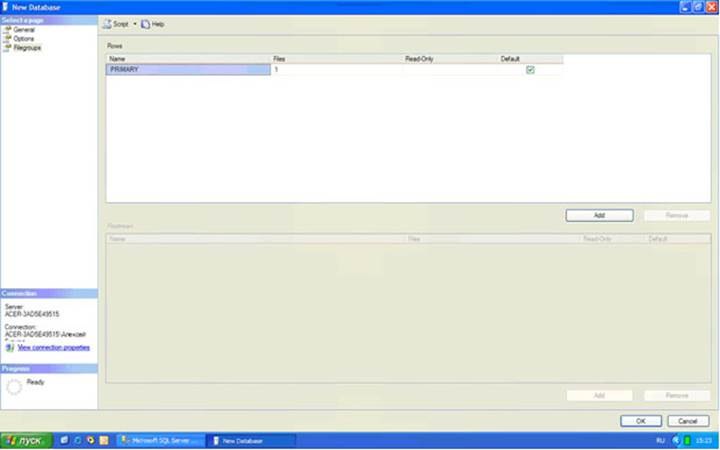 New Database
Select a page
General
Options
Filegroups
Script
Help
Rows
Name Files Read-Only Default
PRIMARY 1
Add Remove
Filestream
Name Files Read-Only Default
Connection
Server:
ACER-3AD5E49515
Connection:
ACER-3AD5E49515\Алексей
View connection properties
Progress
Ready
Add Remove
OK Cancel
пуск Microsoft SQL Server ... New Database RU 15:23